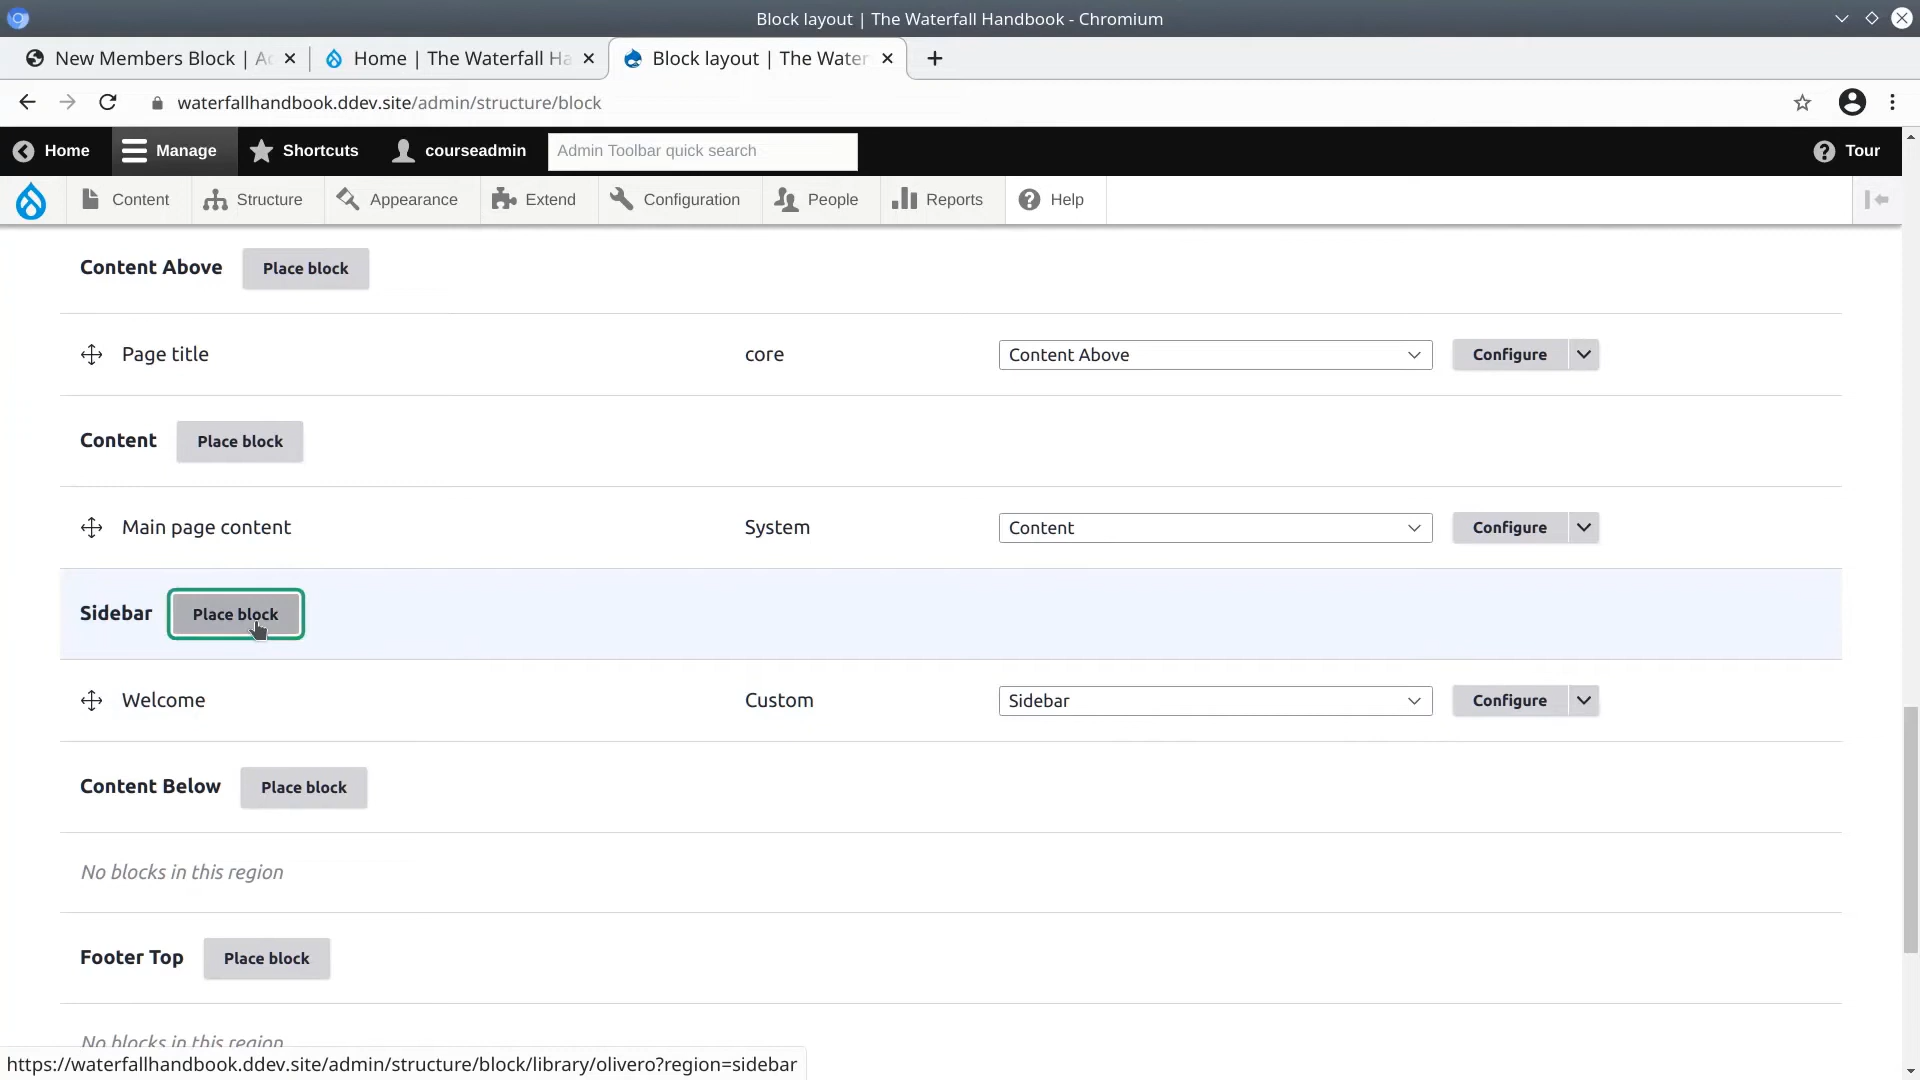 Block layout | The Waterfall Handbook - Chromium
New Members Block | Ac
Home | The Waterfall Ha
Block layout | The Water
waterfallhandbook.ddev.site/admin/structure/block
Home
Manage
Shortcuts
courseadmin
Admin Toolbar quick search
Tour
Content
Structure
Appearance
Extend
Configuration
People
Reports
Help
Content Above
Place block
Page title
core
Content Above
Configure
Content
Place block
Main page content
System
Content
Configure
Sidebar
Place block
Welcome
Custom
Sidebar
Configure
Content Below
Place block
No blocks in this region
Footer Top
Place block
No blocks in this region
https://waterfallhandbook.ddev.site/admin/structure/block/library/olivero?region=sidebar